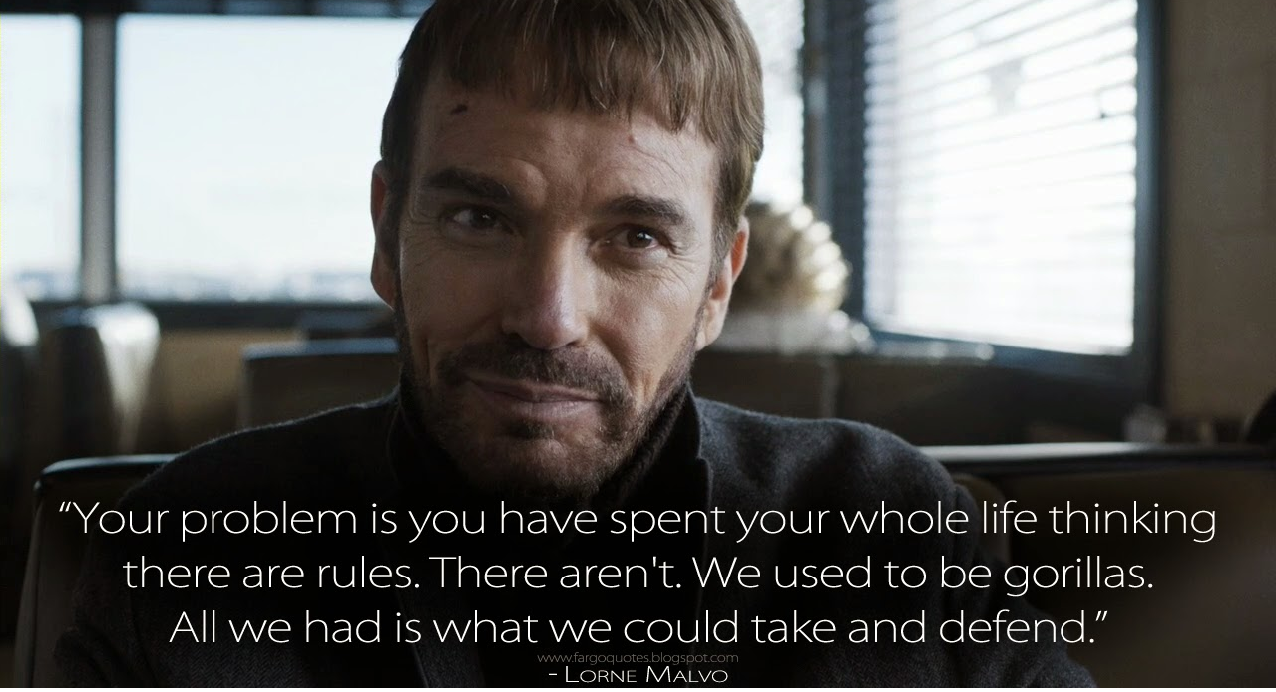 “Your problem is you have spent your whole life thinking
there are rules. There aren't. We used to be gorillas.
All we had is what we could take and defend.”
www.fargoquotes.blogspot.com
- Lorne Malvo